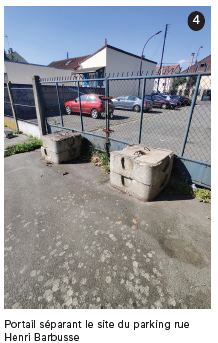 4
Portail séparant le site du parking rue
Henri Barbusse